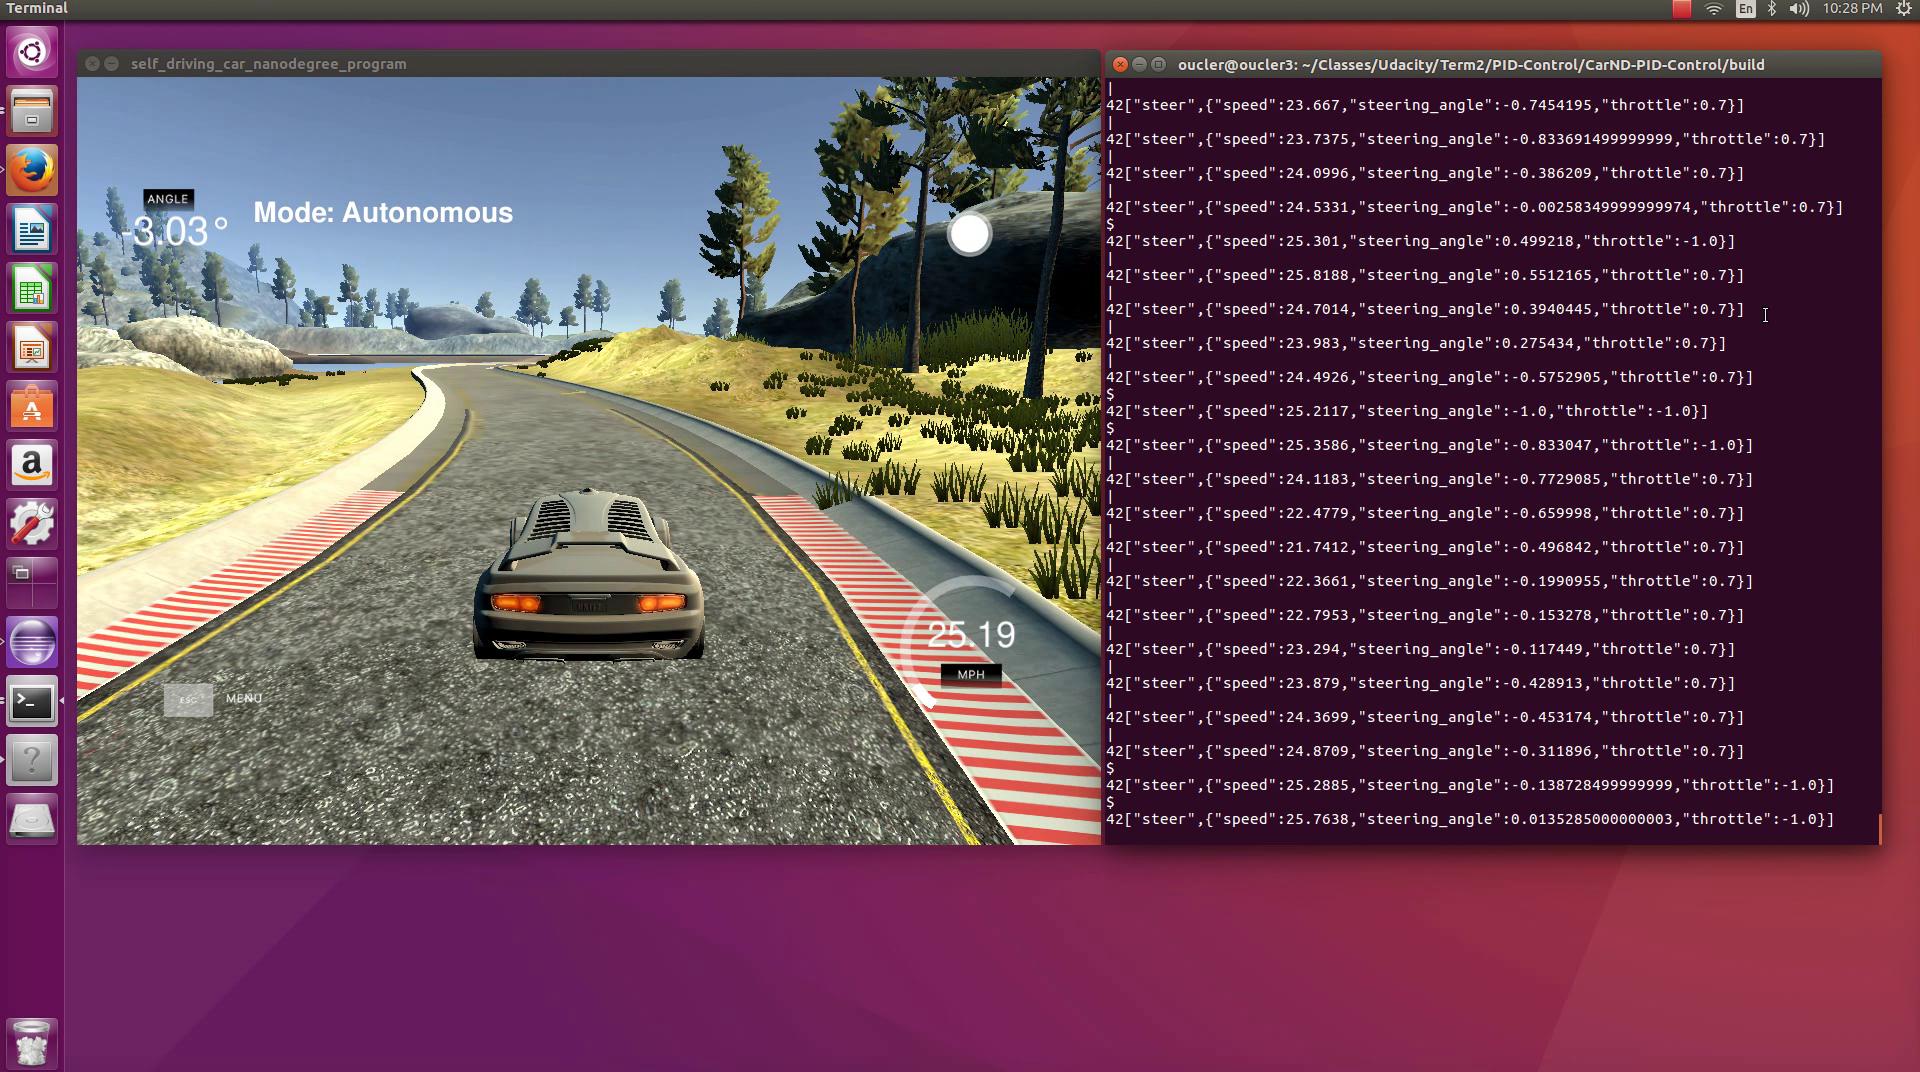 Terminal
En
10:28 PM
self_driving_car_nanodegree_program
ANGLE
-3.03°
Mode: Autonomous
25.19
MPH
ESC
MENU
oucler@oucler3: ~/Classes/Udacity/Term2/PID-Control/CarND-PID-Control/build
|
42["steer",{"speed":23.667,"steering_angle":-0.7454195,"throttle":0.7}]
|
42["steer",{"speed":23.7375,"steering_angle":-0.833691499999999,"throttle":0.7}]
|
42["steer",{"speed":24.0996,"steering_angle":-0.386209,"throttle":0.7}]
|
42["steer",{"speed":24.5331,"steering_angle":-0.00258349999999974,"throttle":0.7}]
$
42["steer",{"speed":25.301,"steering_angle":0.499218,"throttle":-1.0}]
|
42["steer",{"speed":25.8188,"steering_angle":0.5512165,"throttle":0.7}]
|
42["steer",{"speed":24.7014,"steering_angle":0.3940445,"throttle":0.7}]
|
42["steer",{"speed":23.983,"steering_angle":0.275434,"throttle":0.7}]
|
42["steer",{"speed":24.4926,"steering_angle":-0.5752905,"throttle":0.7}]
$
42["steer",{"speed":25.2117,"steering_angle":-1.0,"throttle":-1.0}]
$
42["steer",{"speed":25.3586,"steering_angle":-0.833047,"throttle":-1.0}]
|
42["steer",{"speed":24.1183,"steering_angle":-0.7729085,"throttle":0.7}]
|
42["steer",{"speed":22.4779,"steering_angle":-0.659998,"throttle":0.7}]
|
42["steer",{"speed":21.7412,"steering_angle":-0.496842,"throttle":0.7}]
|
42["steer",{"speed":22.3661,"steering_angle":-0.1990955,"throttle":0.7}]
|
42["steer",{"speed":22.7953,"steering_angle":-0.153278,"throttle":0.7}]
|
42["steer",{"speed":23.294,"steering_angle":-0.117449,"throttle":0.7}]
|
42["steer",{"speed":23.879,"steering_angle":-0.428913,"throttle":0.7}]
|
42["steer",{"speed":24.3699,"steering_angle":-0.453174,"throttle":0.7}]
|
42["steer",{"speed":24.8709,"steering_angle":-0.311896,"throttle":0.7}]
$
42["steer",{"speed":25.2885,"steering_angle":-0.138728499999999,"throttle":-1.0}]
$
42["steer",{"speed":25.7638,"steering_angle":0.0135285000000003,"throttle":-1.0}]